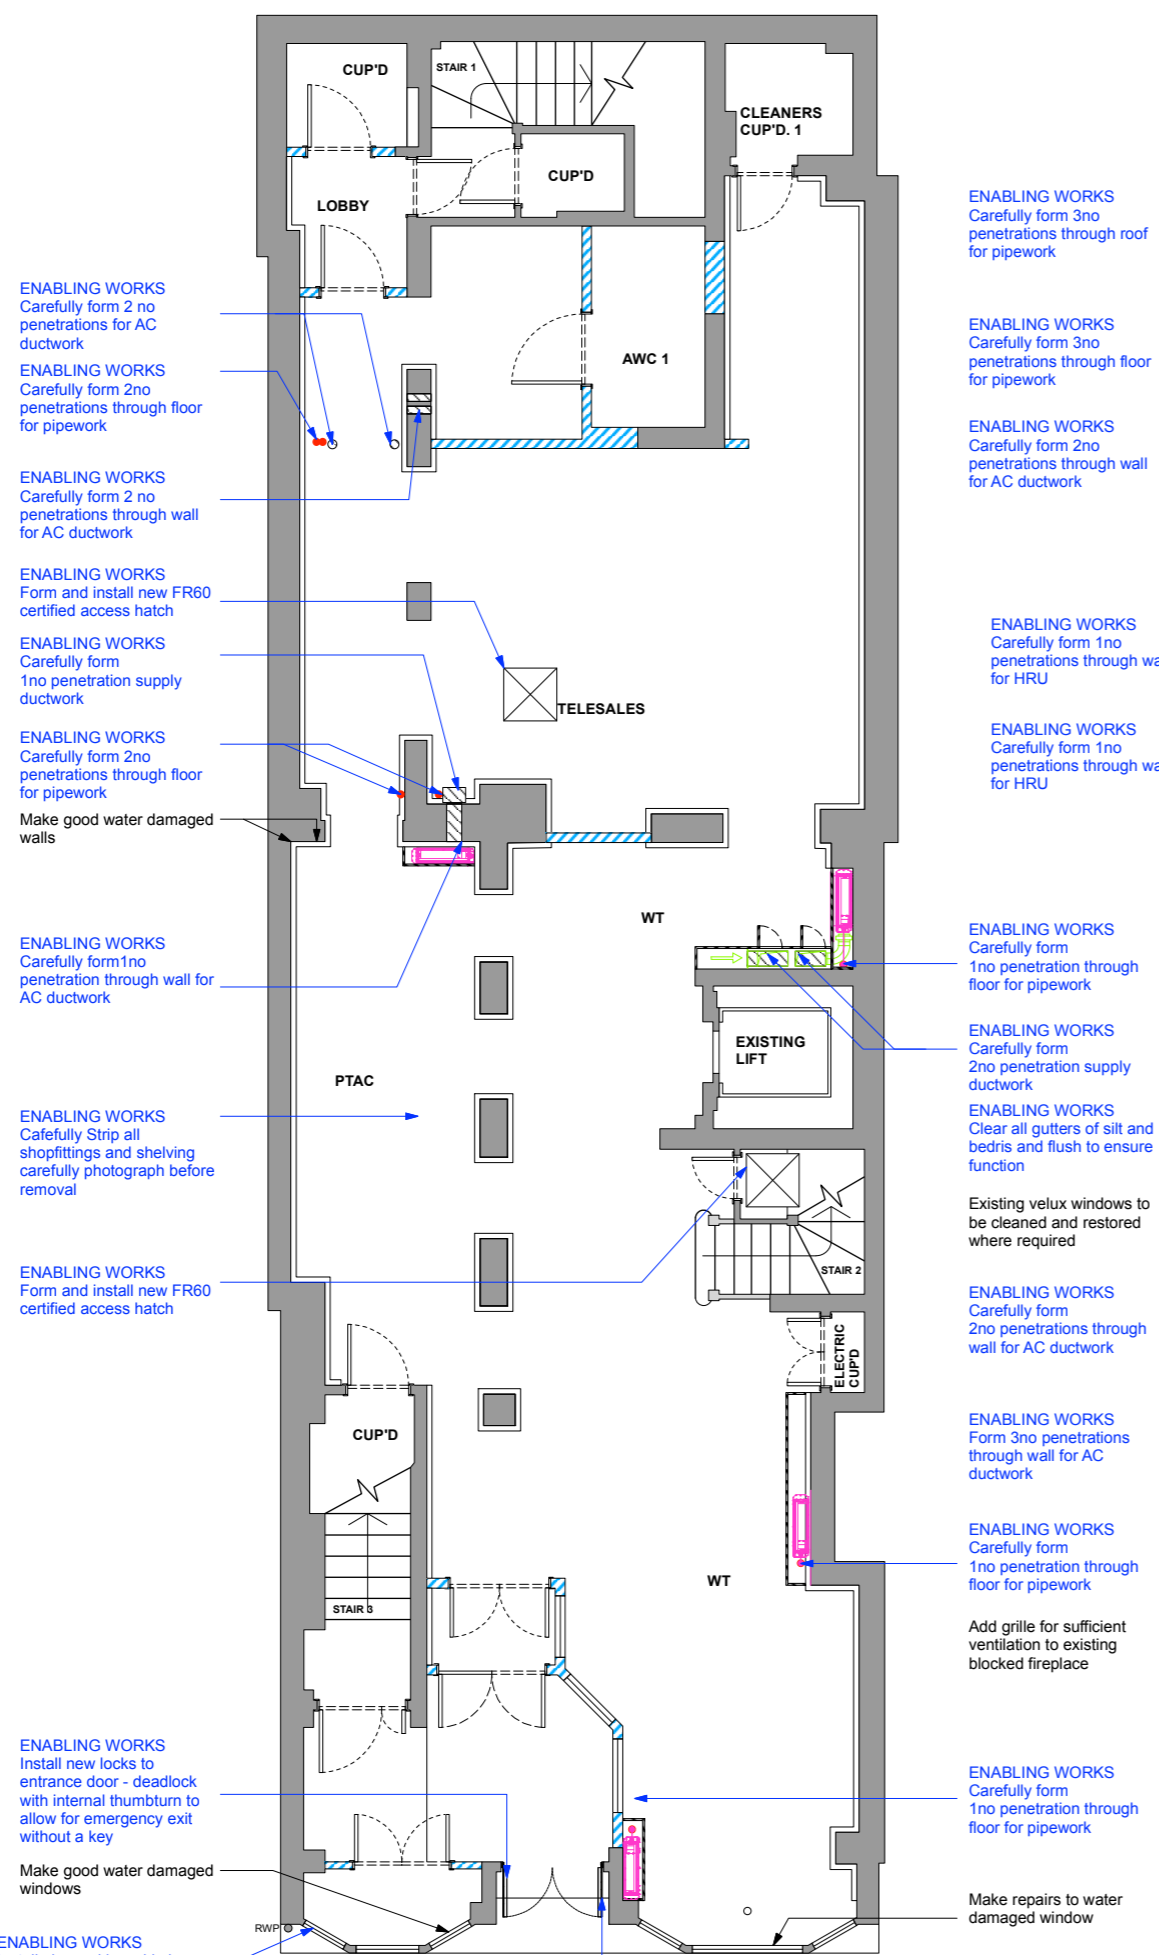 CUP'D
STAIR 1
CLEANERS
CUP'D. 1
CUP'D
LOBBY
AWC 1
TELESALES
WT
EXISTING
LIFT
PTAC
STAIR 2
ELECTRIC
CUP'D
CUP'D
STAIR 3
WT
RWP
ENABLING WORKS
Carefully form 2 no
penetrations for AC
ductwork
ENABLING WORKS
Carefully form 2no
penetrations through floor
for pipework
ENABLING WORKS
Carefully form 2 no
penetrations through wall
for AC ductwork
ENABLING WORKS
Form and install new FR60
certified access hatch
ENABLING WORKS
Carefully form
1no penetration supply
ductwork
ENABLING WORKS
Carefully form 2no
penetrations through floor
for pipework
Make good water damaged
walls
ENABLING WORKS
Carefully form1no
penetration through wall for
AC ductwork
ENABLING WORKS
Cafefully Strip all
shopfittings and shelving
carefully photograph before
removal
ENABLING WORKS
Form and install new FR60
certified access hatch
ENABLING WORKS
Install new locks to
entrance door - deadlock
with internal thumbturn to
allow for emergency exit
without a key
Make good water damaged
windows
ENABLING WORKS
ENABLING WORKS
Carefully form 3no
penetrations through roof
for pipework
ENABLING WORKS
Carefully form 3no
penetrations through floor
for pipework
ENABLING WORKS
Carefully form 2no
penetrations through wall
for AC ductwork
ENABLING WORKS
Carefully form 1no
penetrations through wa
for HRU
ENABLING WORKS
Carefully form 1no
penetrations through wa
for HRU
ENABLING WORKS
Carefully form
1no penetration through
floor for pipework
ENABLING WORKS
Carefully form
2no penetration supply
ductwork
ENABLING WORKS
Clear all gutters of silt and
bedris and flush to ensure
function
Existing velux windows to
be cleaned and restored
where required
ENABLING WORKS
Carefully form
2no penetrations through
wall for AC ductwork
ENABLING WORKS
Form 3no penetrations
through wall for AC
ductwork
ENABLING WORKS
Carefully form
1no penetration through
floor for pipework
Add grille for sufficient
ventilation to existing
blocked fireplace
ENABLING WORKS
Carefully form
1no penetration through
floor for pipework
Make repairs to water
damaged window